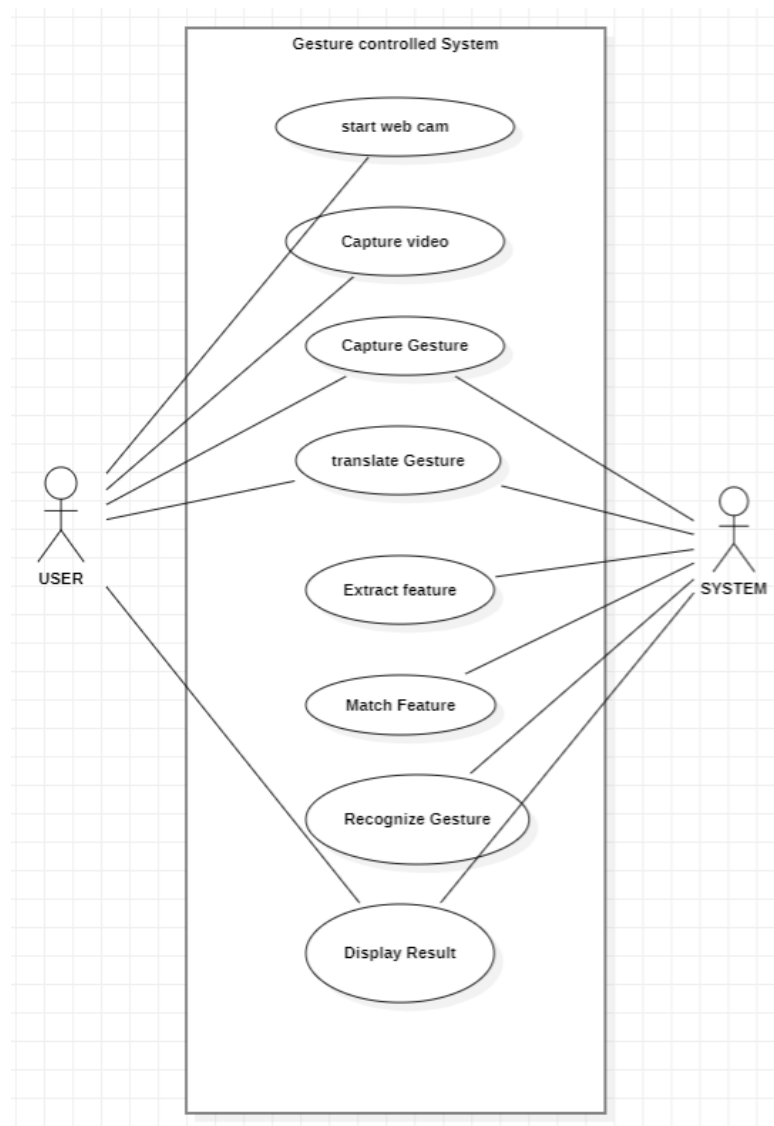 Gesture controlled System
start web cam
Capture video
Capture Gesture
translate Gesture
USER
SYSTEM
Extract feature
Match Feature
Recognize Gesture
Display Result